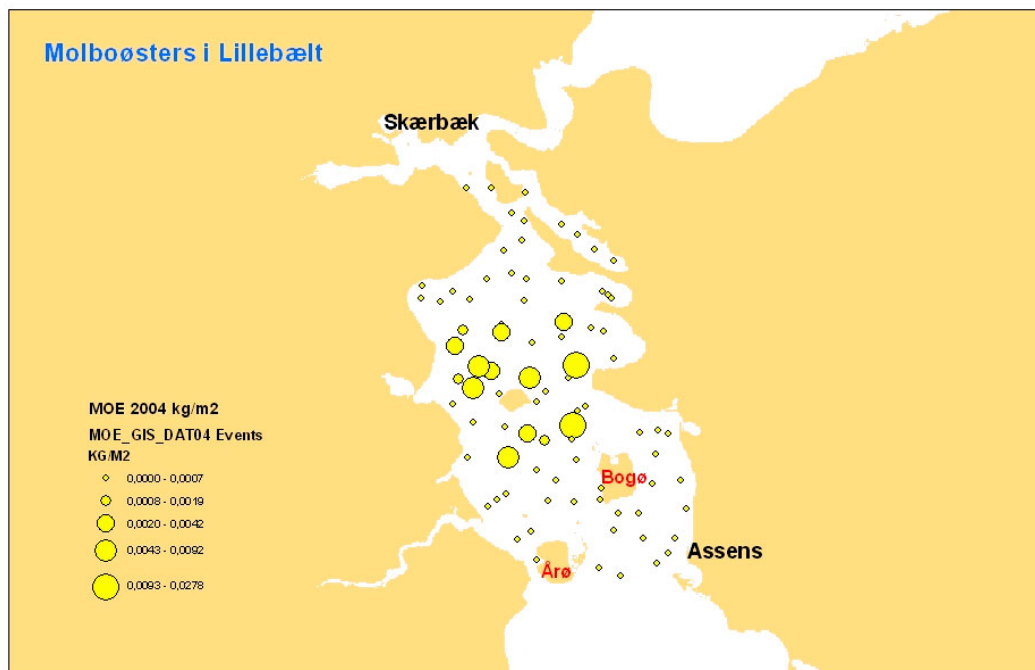 Molboøsters i Lillebælt
Skærbæk
MOE 2004 kg/m2
MOE_GIS_DAT04 Events
KG/M2
0,0000 - 0,0007
0,0008 - 0,0019
0,0020 - 0,0042
0,0043 - 0,0092
0,0093 - 0,0278
Bogø
Assens
Årø